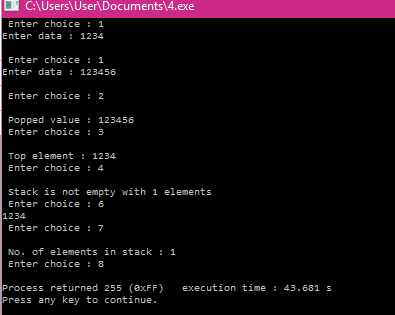 C:\Users\User\Documents\4.exe
Enter choice : 1
Enter data : 1234
Enter choice : 1
Enter data : 123456
Enter choice : 2
Popped value : 123456
Enter choice : 3
Top element : 1234
Enter choice : 4
Stack is not empty with 1 elements
Enter choice : 6
1234
Enter choice : 7
No. of elements in stack : 1
Enter choice : 8
Process returned 255 (0xFF)   execution time : 43.681 s
Press any key to continue.